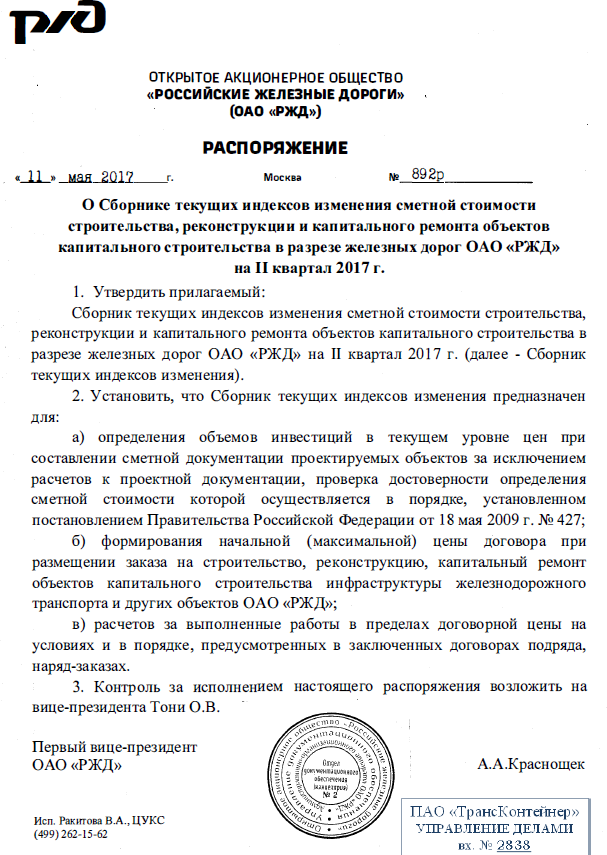 РЖД
ОТКРЫТОЕ АКЦИОНЕРНОЕ ОБЩЕСТВО
«РОССИЙСКИЕ ЖЕЛЕЗНЫЕ ДОРОГИ»
(ОАО «РЖД»)
РАСПОРЯЖЕНИЕ
« 11 » мая 2017 г. Москва № 892р
О Сборнике текущих индексов изменения сметной стоимости
строительства, реконструкции и капитального ремонта объектов
капитального строительства в разрезе железных дорог ОАО «РЖД»
на II квартал 2017 г.
1. Утвердить прилагаемый:
Сборник текущих индексов изменения сметной стоимости строительства,
реконструкции и капитального ремонта объектов капитального строительства в
разрезе железных дорог ОАО «РЖД» на II квартал 2017 г. (далее - Сборник
текущих индексов изменения).
2. Установить, что Сборник текущих индексов изменения предназначен
для:
а) определения объемов инвестиций в текущем уровне цен при
составлении сметной документации проектируемых объектов за исключением
расчетов к проектной документации, проверка достоверности определения
сметной стоимости которой осуществляется в порядке, установленном
постановлением Правительства Российской Федерации от 18 мая 2009 г. № 427;
б) формирования начальной (максимальной) цены договора при
размещении заказа на строительство, реконструкцию, капитальный ремонт
объектов капитального строительства инфраструктуры железнодорожного
транспорта и других объектов ОАО «РЖД»;
в) расчетов за выполненные работы в пределах договорной цены на
условиях и в порядке, предусмотренных в заключенных договорах подряда,
наряд-заказах.
3. Контроль за исполнением настоящего распоряжения возложить на
вице-президента Тони О.В.
Первый вице-президент
ОАО «РЖД»
А.А.Краснощек
Отдел
документационного
обеспечения
(канцелярия)
№ 2
Исп. Ракитова В.А., ЦУКС
(499) 262-15-62
ПАО «ТрансКонтейнер»
УПРАВЛЕНИЕ ДЕЛАМИ
вх. № 2838